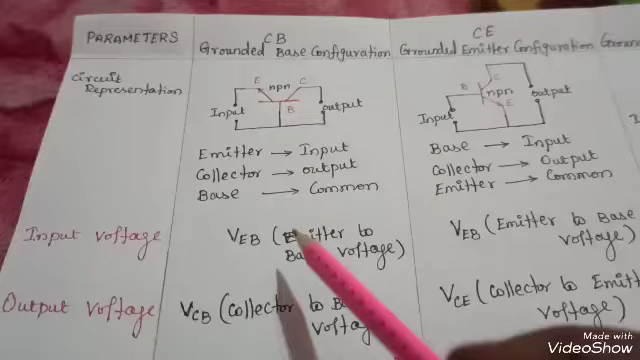 PARAMETERS
CB
Grounded Base Configuration
CE
Grounded Emitter Configuration
Circuit
Representation
E npn C
B
Input
output
C
B
npn
E
Input
output
Emitter → Input
Collector → output
Base → Common
Base → Input
Collector → Output
Emitter → Common
Input voltage
VEB (Emitter to
voltage)
VEB (Emitter to Base
voltage)
Output voltage
VCB (Collector to
voltage
VCE (Collector to
voltage)
Made with
VideoShow